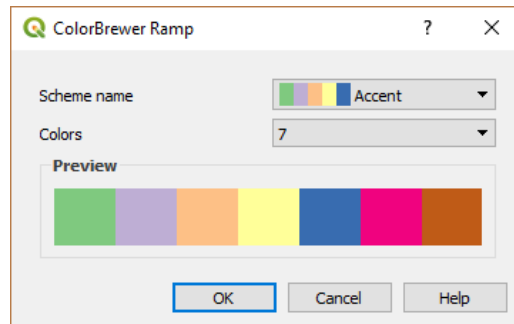 ColorBrewer Ramp
?
Scheme name
Accent
Colors
7
Preview
OK
Cancel
Help